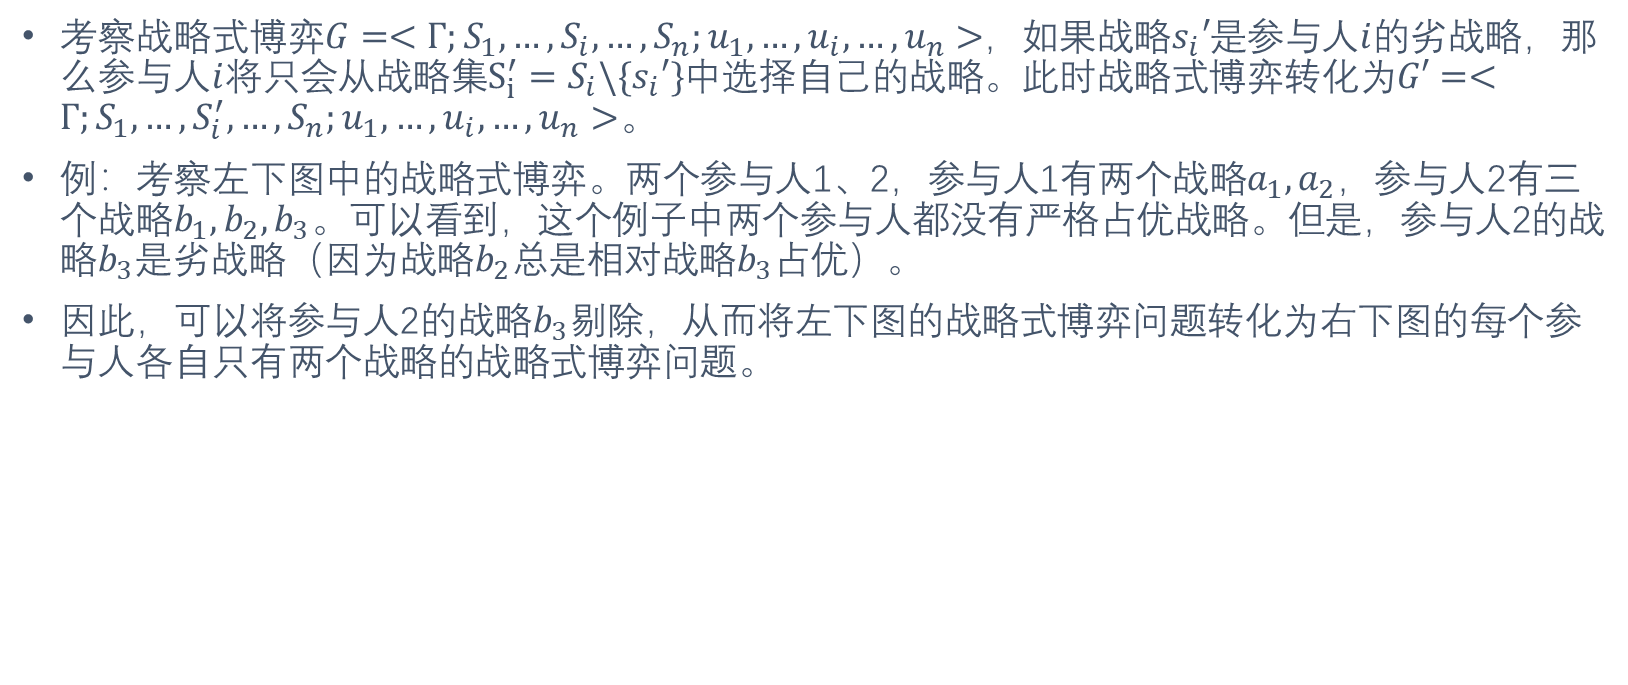 • 考察战略式博弈G =< Γ; S₁, … , Sᵢ, … , Sₙ; u₁, … , uᵢ, … , uₙ >，如果战略sᵢ′是参与人i的劣战略，那
么参与人i将只会从战略集Sᵢ′ = Sᵢ\{sᵢ′}中选择自己的战略。此时战略式博弈转化为G′ =<
Γ; S₁, … , Sᵢ′, … , Sₙ; u₁, … , uᵢ, … , uₙ >。
• 例：考察左下图中的战略式博弈。两个参与人1、2，参与人1有两个战略a₁, a₂，参与人2有三
个战略b₁, b₂, b₃。可以看到，这个例子中两个参与人都没有严格占优战略。但是，参与人2的战
略b₃是劣战略（因为战略b₂总是相对战略b₃占优）。
• 因此，可以将参与人2的战略b₃剔除，从而将左下图的战略式博弈问题转化为右下图的每个参
与人各自只有两个战略的战略式博弈问题。